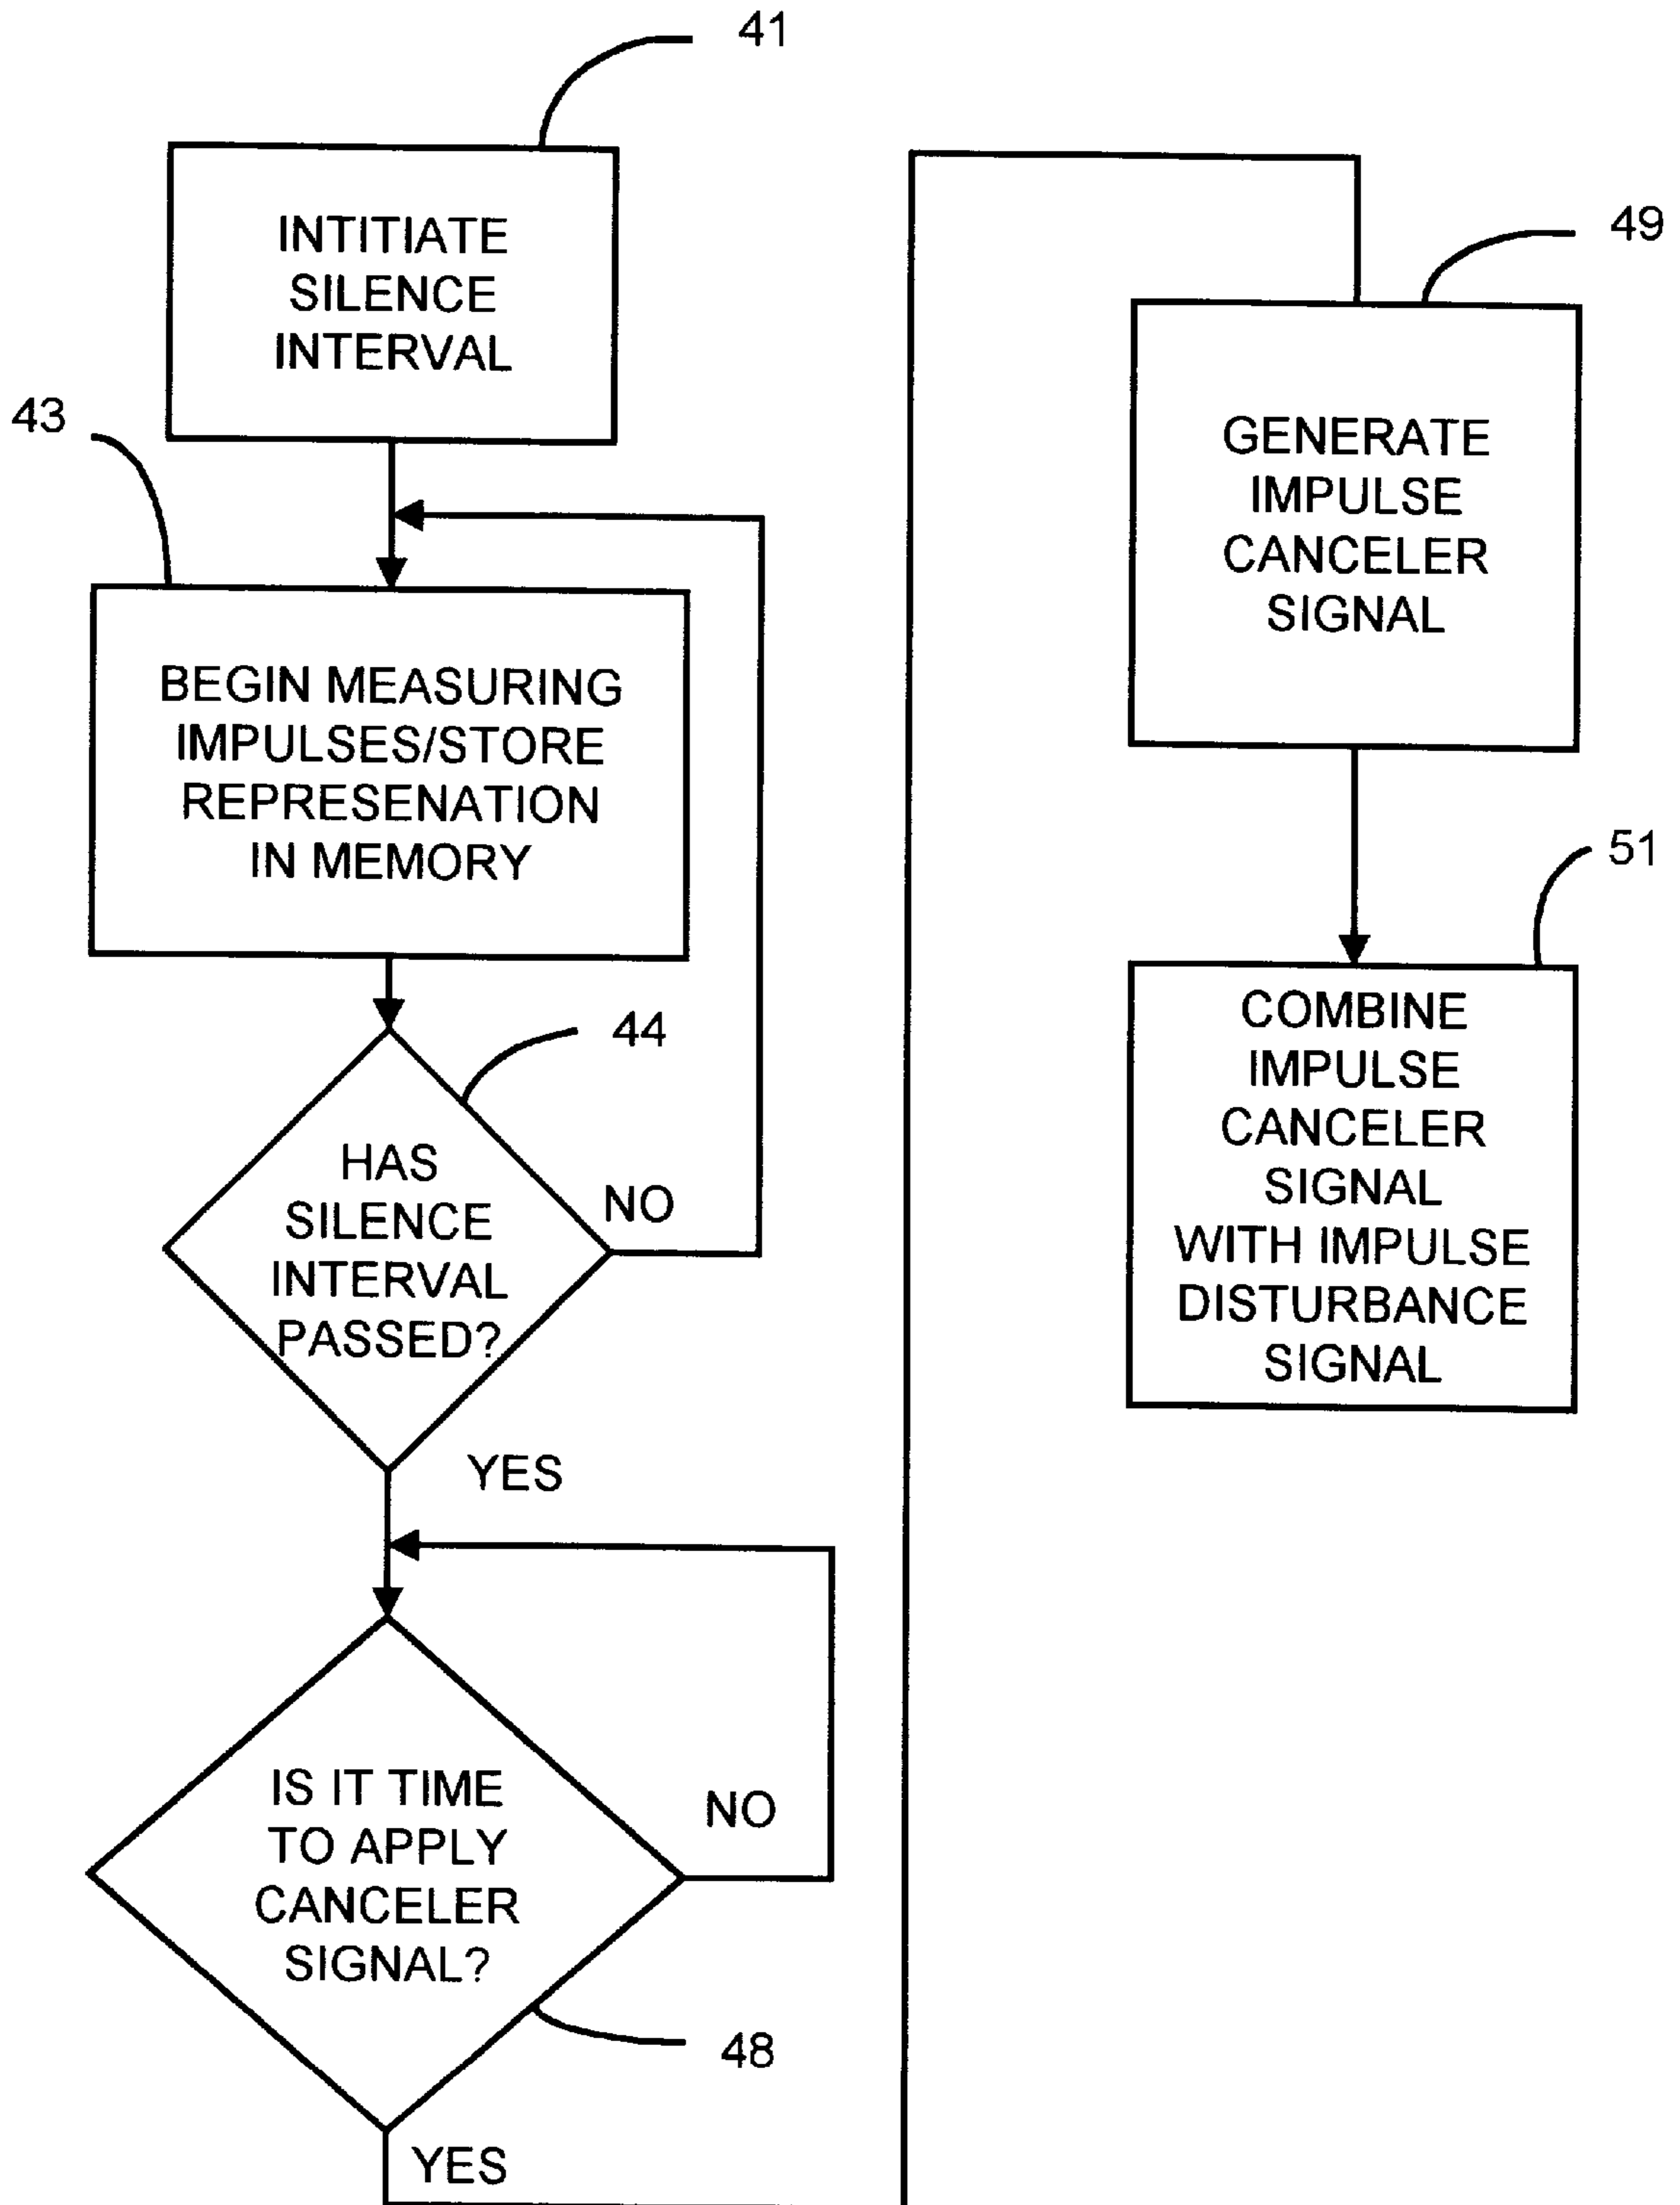 41
INTITIATE
SILENCE
INTERVAL
43
BEGIN MEASURING
IMPULSES/STORE
REPRESENATION
IN MEMORY
44
HAS
SILENCE
INTERVAL
PASSED?
NO
YES
IS IT TIME
TO APPLY
CANCELER
SIGNAL?
NO
48
YES
49
GENERATE
IMPULSE
CANCELER
SIGNAL
51
COMBINE
IMPULSE
CANCELER
SIGNAL
WITH IMPULSE
DISTURBANCE
SIGNAL